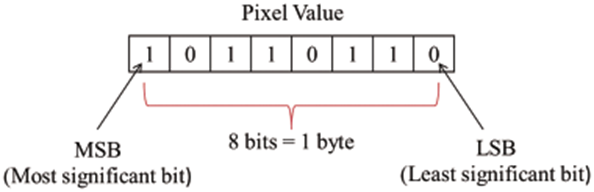 Pixel Value
1 0 1 1 0 1 1 0
8 bits = 1 byte
MSB
(Most significant bit)
LSB
(Least significant bit)